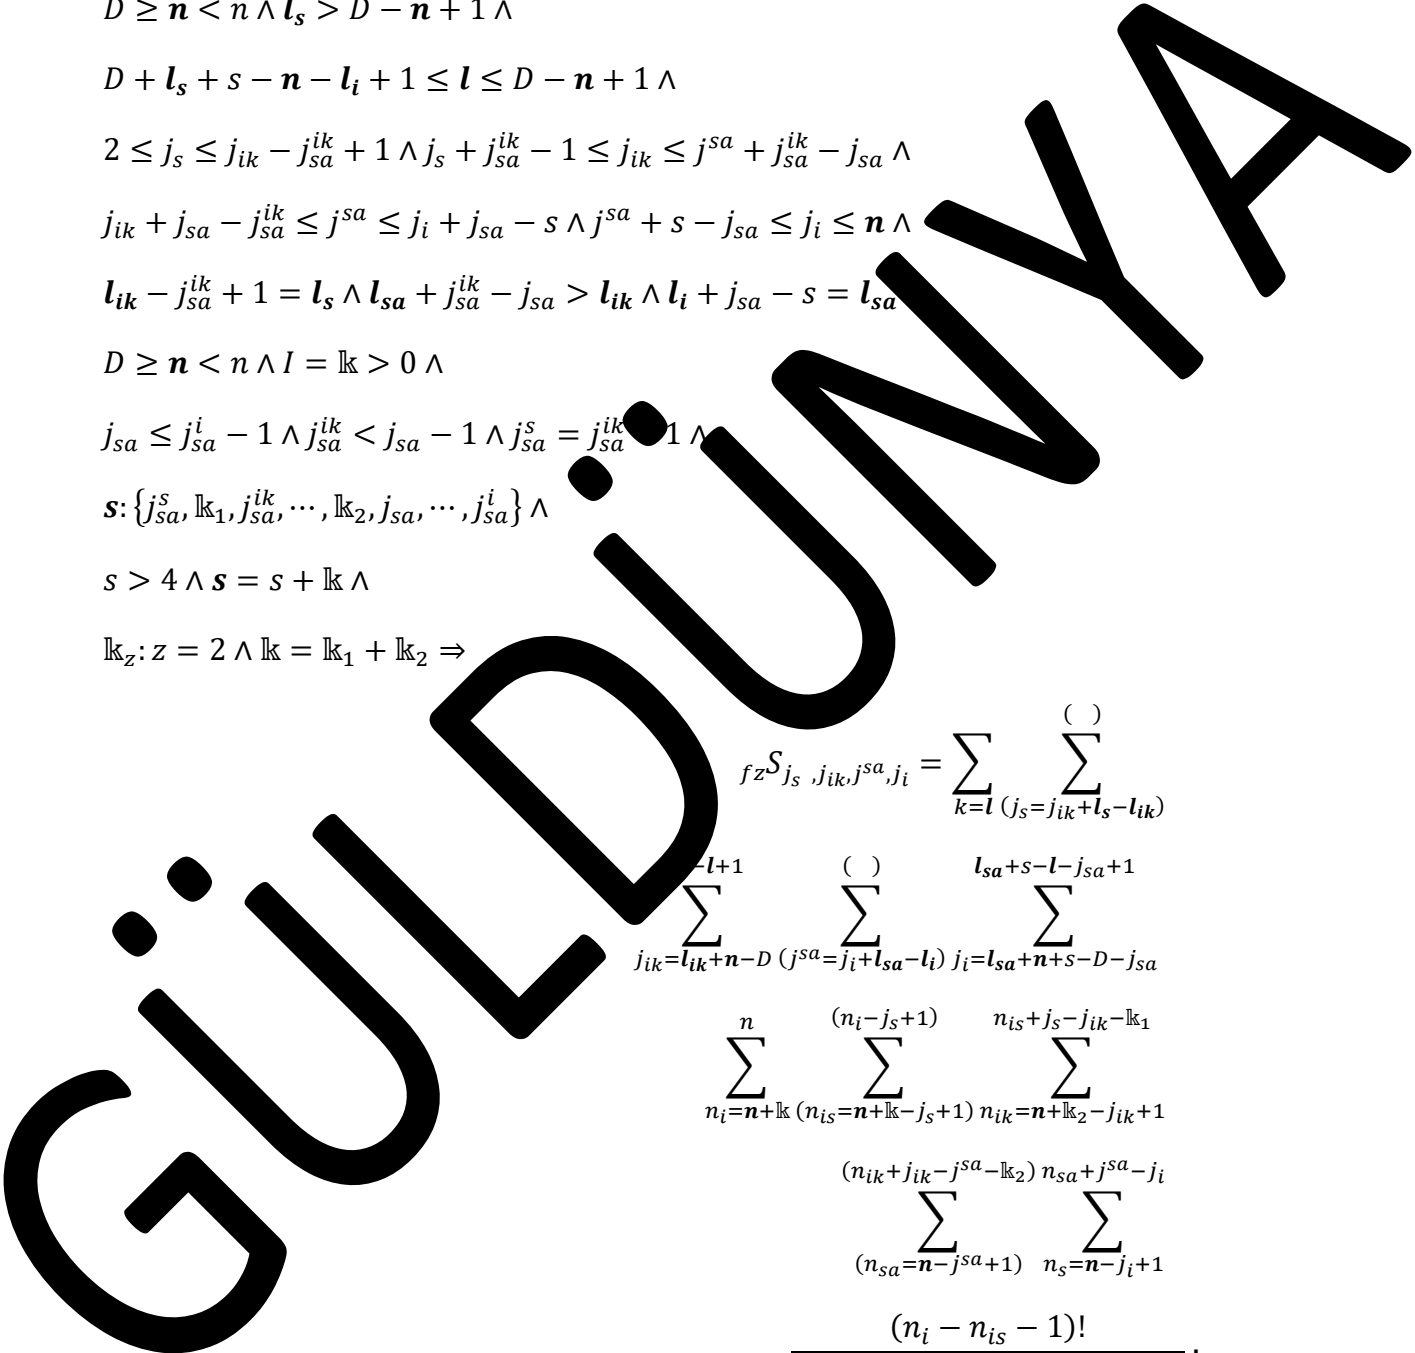 D ≥ 𝒏 < n ∧ 𝒍ₛ > D − 𝒏 + 1 ∧
D + 𝒍ₛ + s − 𝒏 − 𝒍ᵢ + 1 ≤ 𝒍 ≤ D − 𝒏 + 1 ∧
2 ≤ j_s ≤ j_{ik} − j_{sa}^{ik} + 1 ∧ j_s + j_{sa}^{ik} − 1 ≤ j_{ik} ≤ j^{sa} + j_{sa}^{ik} − j_{sa} ∧
j_{ik} + j_{sa} − j_{sa}^{ik} ≤ j^{sa} ≤ j_i + j_{sa} − s ∧ j^{sa} + s − j_{sa} ≤ j_i ≤ 𝒏 ∧
𝒍_{ik} − j_{sa}^{ik} + 1 = 𝒍_s ∧ 𝒍_{sa} + j_{sa}^{ik} − j_{sa} > 𝒍_{ik} ∧ 𝒍_i + j_{sa} − s = 𝒍_{sa}
D ≥ 𝒏 < n ∧ I = 𝕜 > 0 ∧
j_{sa} ≤ j_{sa}^{i} − 1 ∧ j_{sa}^{ik} < j_{sa} − 1 ∧ j_{sa}^{s} = j_{sa}^{ik} 1 ∧
𝒔: {j_{sa}^{s}, 𝕜_1, j_{sa}^{ik}, ⋯ , 𝕜_2, j_{sa}, ⋯ , j_{sa}^{i}} ∧
s > 4 ∧ 𝒔 = s + 𝕜 ∧
𝕜_z: z = 2 ∧ 𝕜 = 𝕜_1 + 𝕜_2 ⇒
_{fz}S_{j_s ,j_{ik},j^{sa},j_i} = ∑_{k=𝒍} ∑_{(j_s=j_{ik}+𝒍_s−𝒍_{ik})}^{( )}
∑_{j_{ik}=𝒍_{ik}+𝒏−D}^{−𝒍+1} ∑_{(j^{sa}=j_i+𝒍_{sa}−𝒍_i)}^{( )} ∑_{j_i=𝒍_{sa}+𝒏+s−D−j_{sa}}^{𝒍_{sa}+s−𝒍−j_{sa}+1}
∑_{n_i=𝒏+𝕜}^{n} ∑_{(n_{is}=𝒏+𝕜−j_s+1)}^{(n_i−j_s+1)} ∑_{n_{ik}=𝒏+𝕜_2−j_{ik}+1}^{n_{is}+j_s−j_{ik}−𝕜_1}
∑_{(n_{sa}=𝒏−j^{sa}+1)}^{(n_{ik}+j_{ik}−j^{sa}−𝕜_2)} ∑_{n_s=𝒏−j_i+1}^{n_{sa}+j^{sa}−j_i}
(n_i − n_{is} − 1)!
GÜLDÜNYA